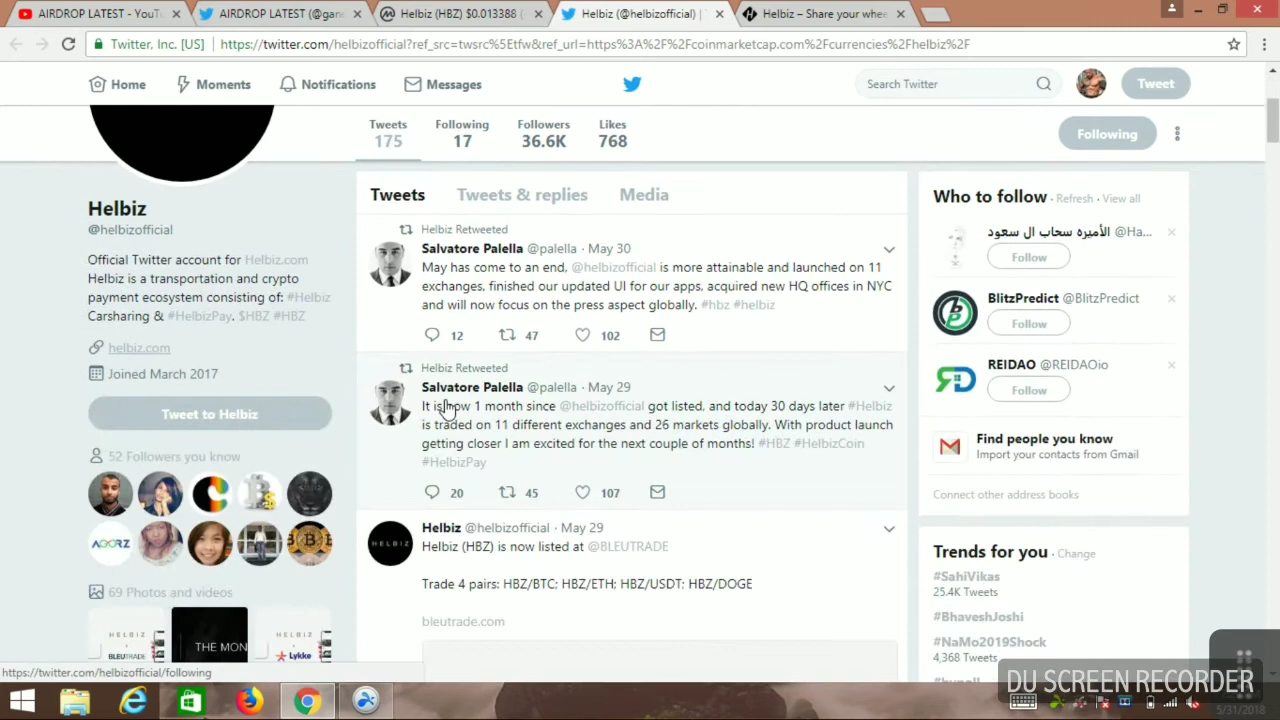 AIRDROP LATEST - YouT
AIRDROP LATEST (@gan
Helbiz (HBZ) $0.013388 (
Helbiz (@helbizofficial) | T
Helbiz – Share your whee
Twitter, Inc. [US]
https://twitter.com/helbizofficial?ref_src=twsrc%5Etfw&ref_url=https%3A%2F%2Fcoinmarketcap.com%2Fcurrencies%2Fhelbiz%2F
Home
Moments
Notifications
Messages
Search Twitter
Tweet
Tweets
175
Following
17
Followers
36.6K
Likes
768
Following
Helbiz
@helbizofficial
Official Twitter account for Helbiz.com
Helbiz is a transportation and crypto
payment ecosystem consisting of: #Helbiz
Carsharing & #HelbizPay. $HBZ #HBZ
helbiz.com
Joined March 2017
Tweet to Helbiz
52 Followers you know
AQORZ
69 Photos and videos
HELBIZ
BLEUTRADE
THE MON
HELBIZ
Lykke
Tweets
Tweets & replies
Media
Helbiz Retweeted
Salvatore Palella @palella · May 30
May has come to an end, @helbizofficial is more attainable and launched on 11
exchanges, finished our updated UI for our apps, acquired new HQ offices in NYC
and will now focus on the press aspect globally. #hbz #helbiz
12
47
102
Helbiz Retweeted
Salvatore Palella @palella · May 29
It is now 1 month since @helbizofficial got listed, and today 30 days later #Helbiz
is traded on 11 different exchanges and 26 markets globally. With product launch
getting closer I am excited for the next couple of months! #HBZ #HelbizCoin
#HelbizPay
20
45
107
HELBIZ
Helbiz @helbizofficial · May 29
Helbiz (HBZ) is now listed at @BLEUTRADE
Trade 4 pairs: HBZ/BTC; HBZ/ETH; HBZ/USDT; HBZ/DOGE
bleutrade.com
Who to follow · Refresh · View all
الأميره سحاب ال سعود @Ha...
Follow
BlitzPredict @BlitzPredict
Follow
REIDAO @REIDAOio
Follow
Find people you know
Import your contacts from Gmail
Connect other address books
Trends for you · Change
#SahiVikas
25.4K Tweets
#BhaveshJoshi
#NaMo2019Shock
4,368 Tweets
https://twitter.com/helbizofficial/following
DU SCREEN RECORDER
5/31/2018